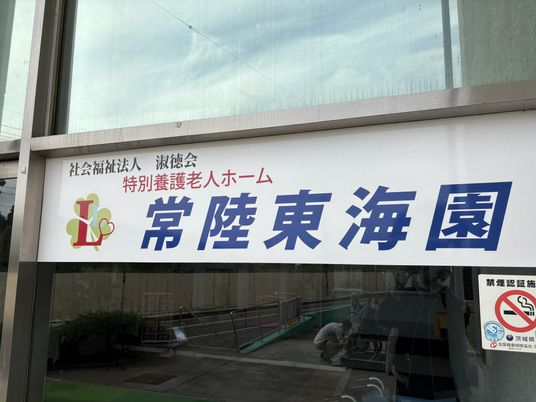 社会福祉法人 淑徳会
特別養護老人ホーム
L
常陸東海園
禁煙認証施
茨城県